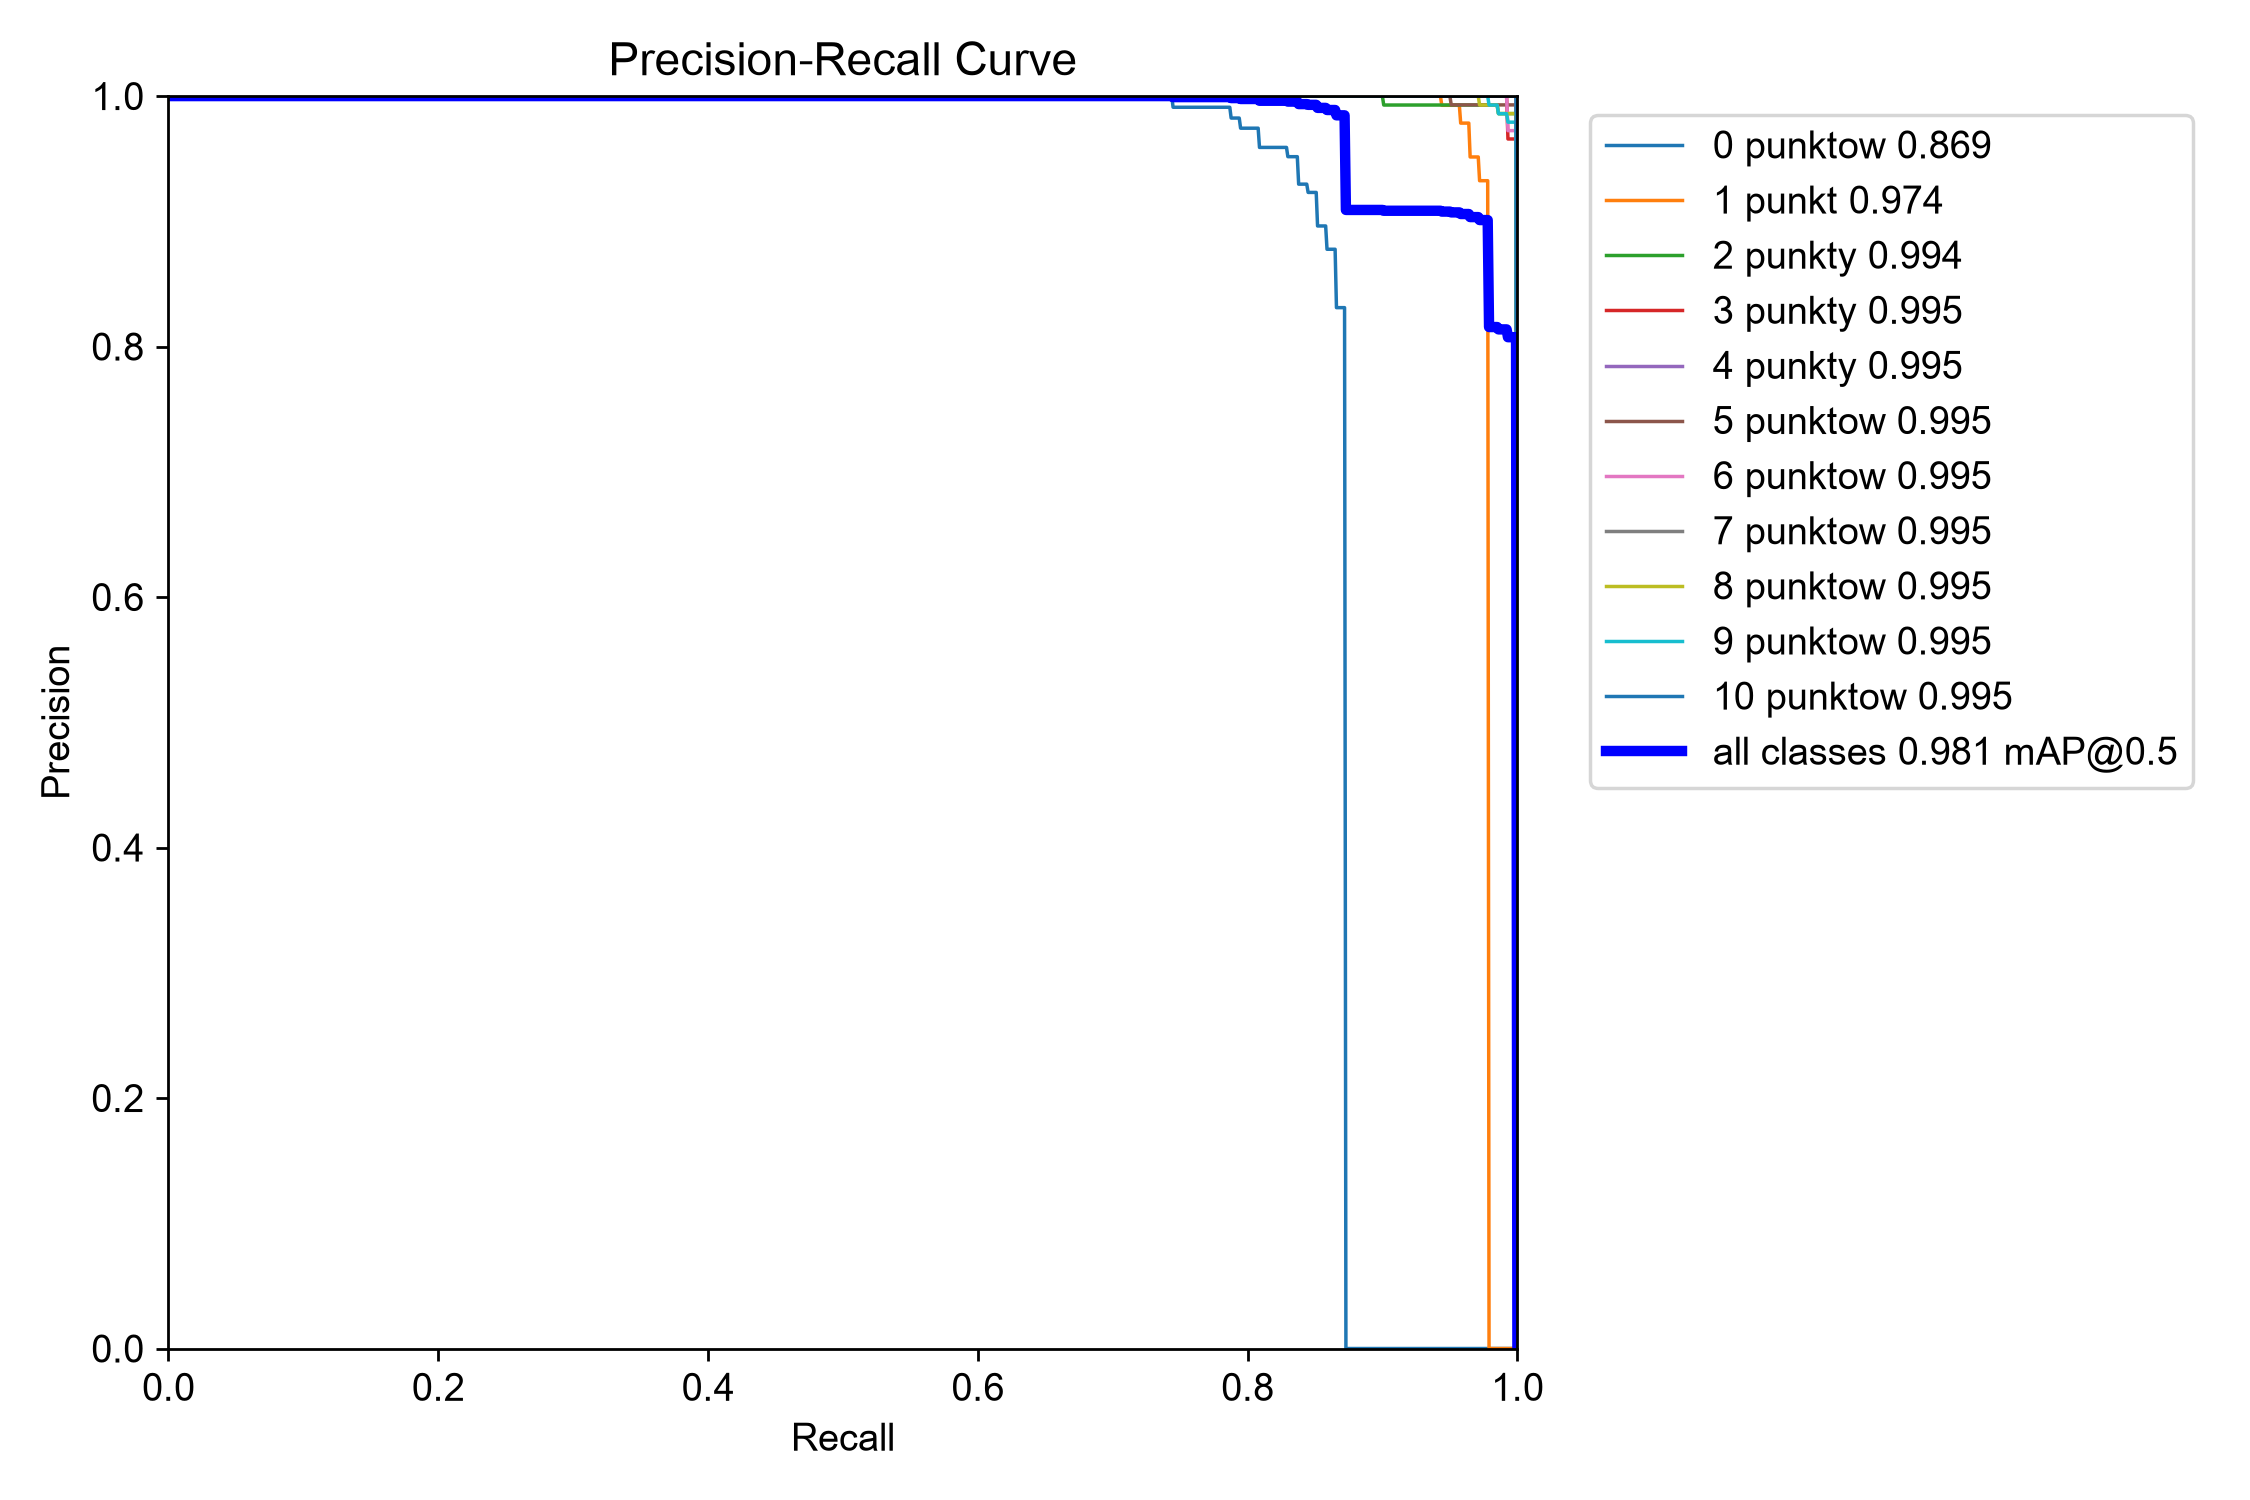 Precision-Recall Curve
1.0
0.8
0.6
0.4
0.2
0.0
Precision
0.0 0.2 0.4 0.6 0.8 1.0
Recall
0 punktow 0.869
1 punkt 0.974
2 punkty 0.994
3 punkty 0.995
4 punkty 0.995
5 punktow 0.995
6 punktow 0.995
7 punktow 0.995
8 punktow 0.995
9 punktow 0.995
10 punktow 0.995
all classes 0.981 mAP@0.5